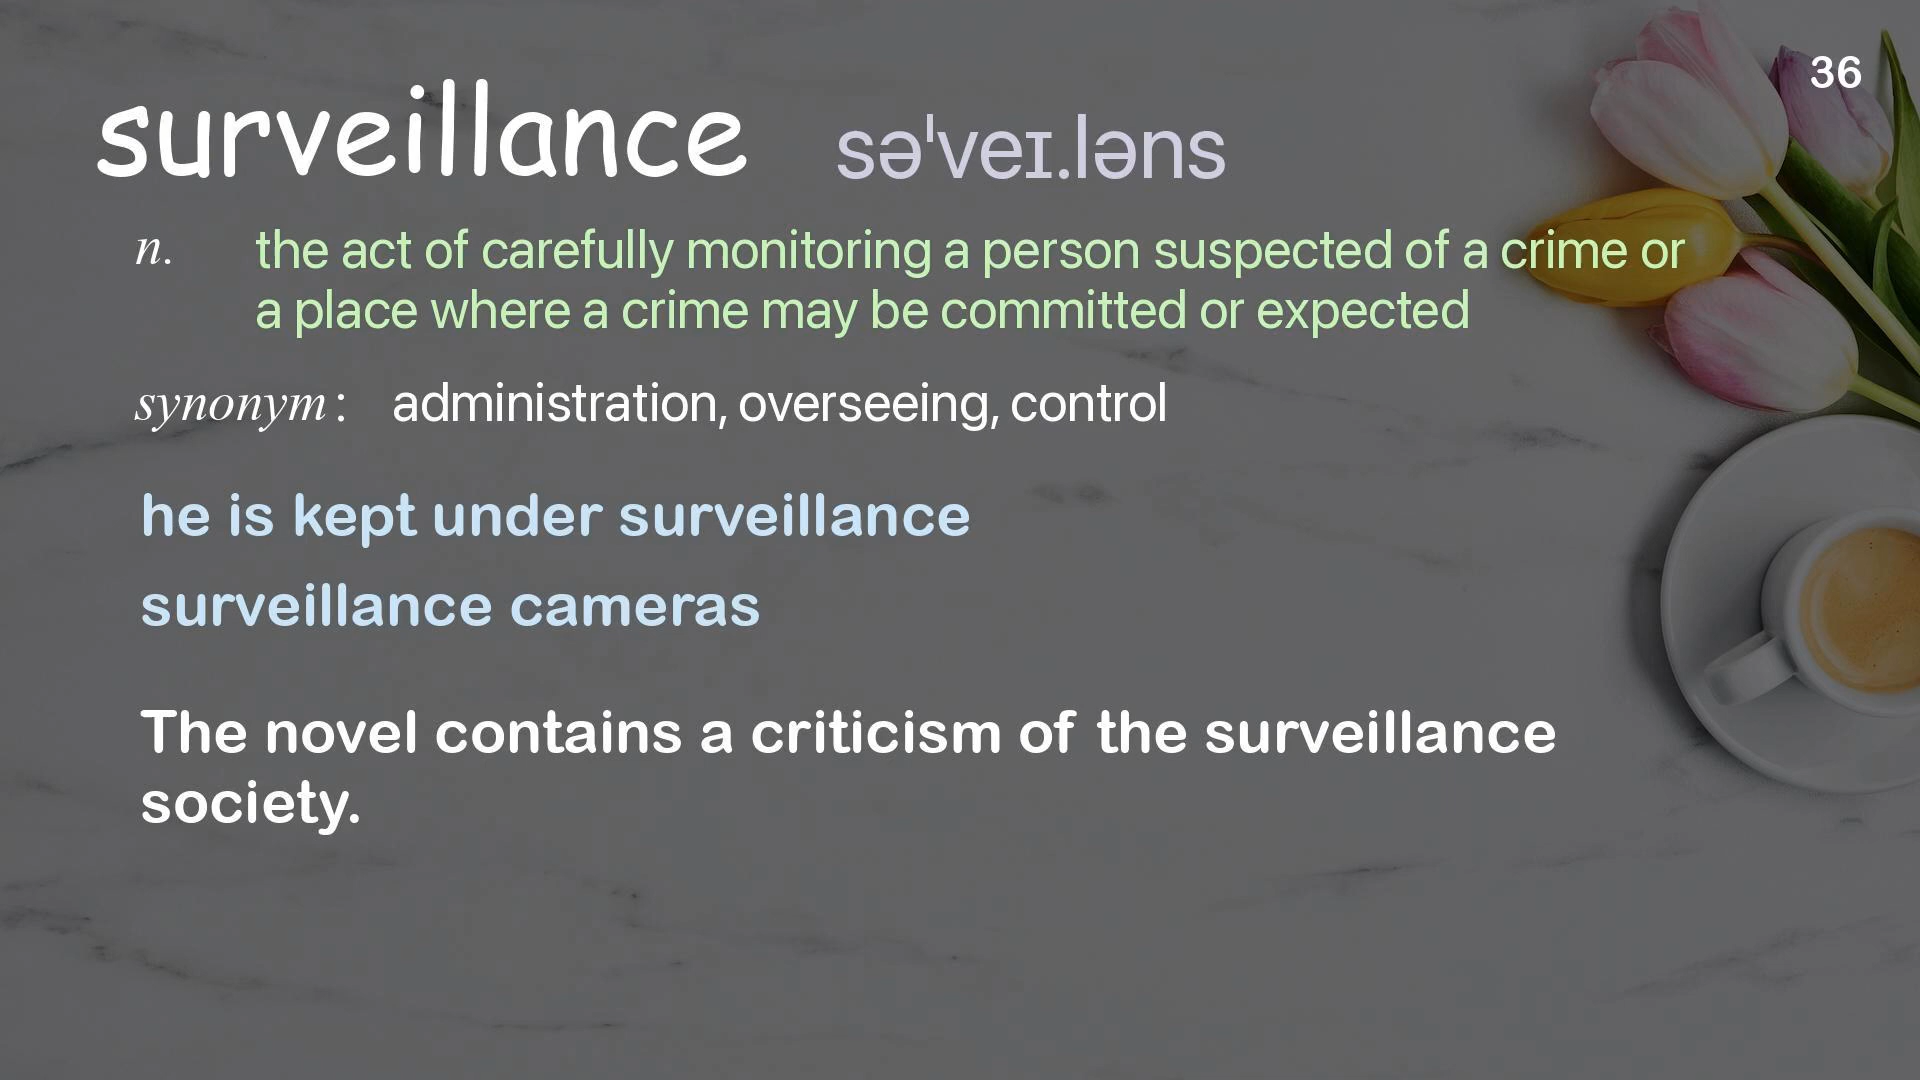 36
surveillance səˈveɪ.ləns
n. the act of carefully monitoring a person suspected of a crime or
a place where a crime may be committed or expected
synonym: administration, overseeing, control
he is kept under surveillance
surveillance cameras
The novel contains a criticism of the surveillance
society.